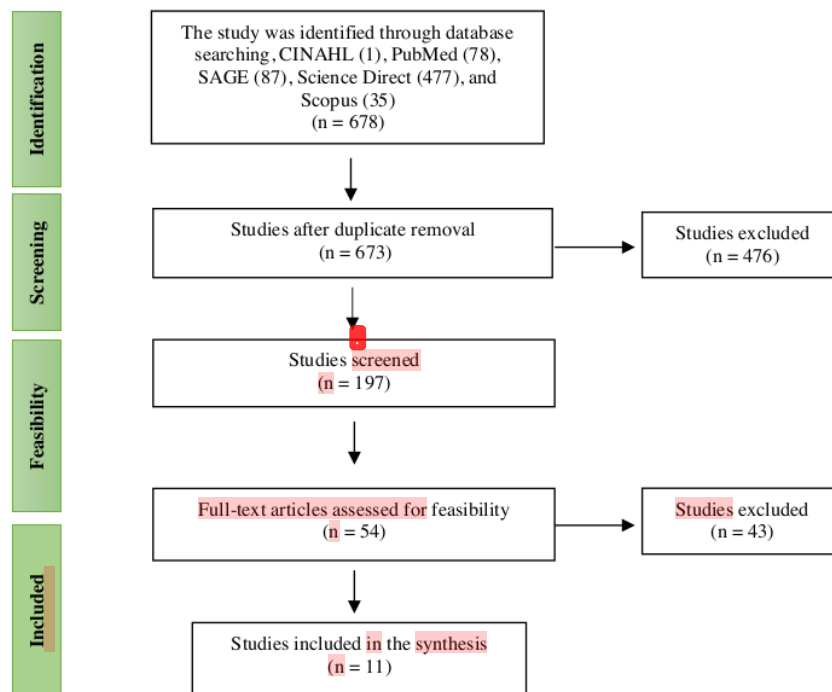 Identification
The study was identified through database
searching, CINAHL (1), PubMed (78),
SAGE (87), Science Direct (477), and
Scopus (35)
(n = 678)
Screening
Studies after duplicate removal
(n = 673)
Studies excluded
(n = 476)
Feasibility
Studies screened
(n = 197)
Full-text articles assessed for feasibility
(n = 54)
Studies excluded
(n = 43)
Included
Studies included in the synthesis
(n = 11)